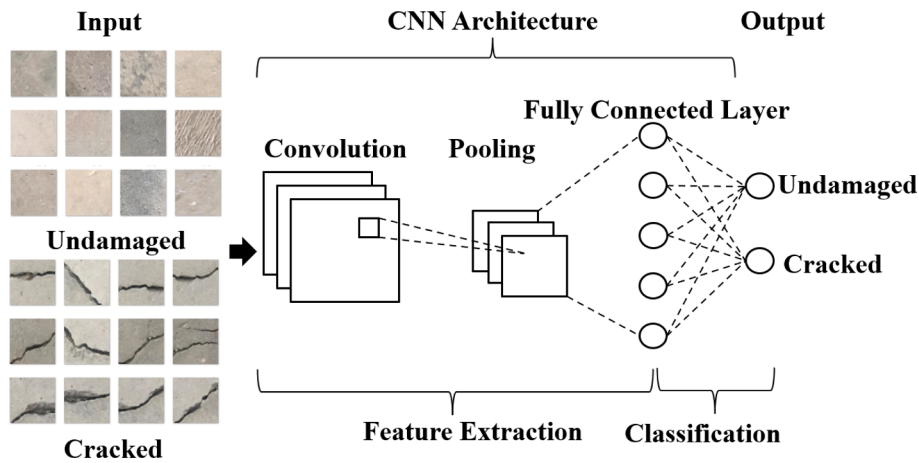 Input
CNN Architecture
Output
Fully Connected Layer
Convolution
Pooling
Undamaged
Undamaged
Cracked
Feature Extraction
Classification
Cracked